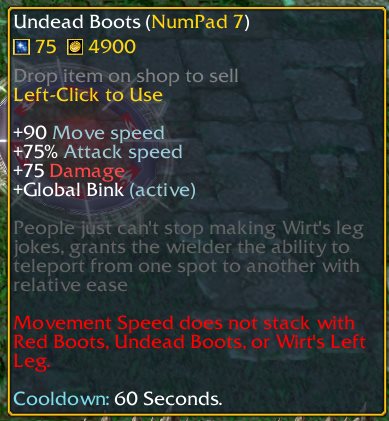 Undead Boots (NumPad 7)
75 4900
Drop item on shop to sell
Left-Click to Use
+90 Move speed
+75% Attack speed
+75 Damage
+Global Bink (active)
People just can't stop making Wirt's leg
jokes, grants the wielder the ability to
teleport from one spot to another with
relative ease
Movement Speed does not stack with
Red Boots, Undead Boots, or Wirt's Left
Leg.
Cooldown: 60 Seconds.